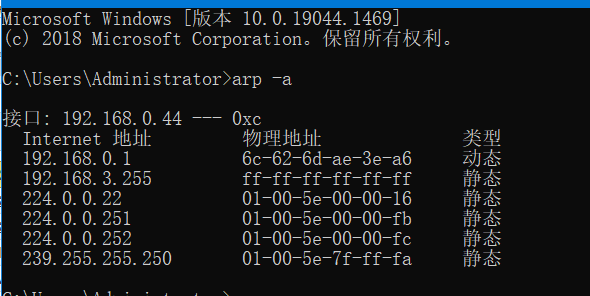 Microsoft Windows [版本 10.0.19044.1469]
(c) 2018 Microsoft Corporation。保留所有权利。
C:\Users\Administrator>arp -a
接口: 192.168.0.44 --- 0xc
Internet 地址 物理地址 类型
192.168.0.1 6c-62-6d-ae-3e-a6 动态
192.168.3.255 ff-ff-ff-ff-ff-ff 静态
224.0.0.22 01-00-5e-00-00-16 静态
224.0.0.251 01-00-5e-00-00-fb 静态
224.0.0.252 01-00-5e-00-00-fc 静态
239.255.255.250 01-00-5e-7f-ff-fa 静态